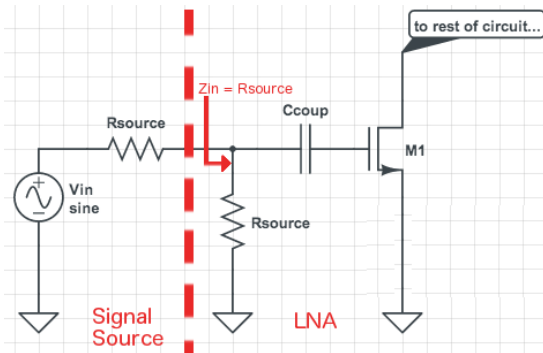 to rest of circuit...
Zin = Rsource
Ccoup
Rsource
M1
+
Vin
sine
−
Rsource
Signal
Source
LNA